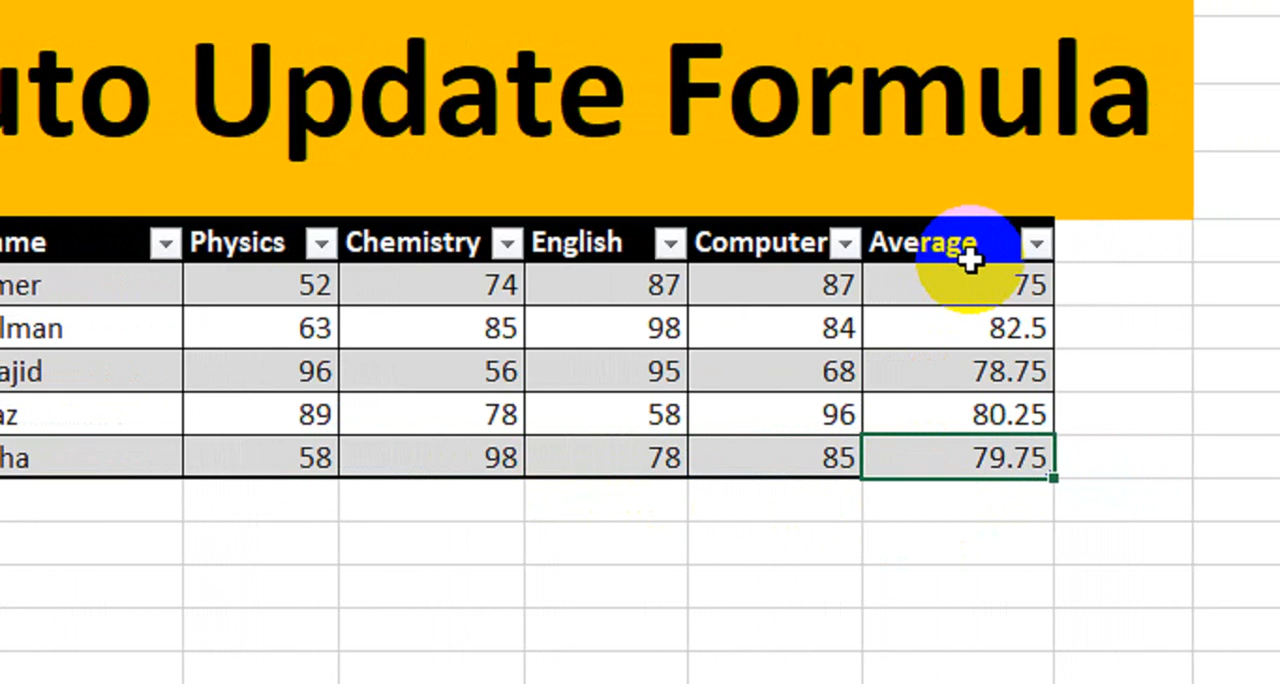 uto Update Formula
ame Physics Chemistry English Computer Average
mer 52 74 87 87 75
lman 63 85 98 84 82.5
ajid 96 56 95 68 78.75
az 89 78 58 96 80.25
ha 58 98 78 85 79.75